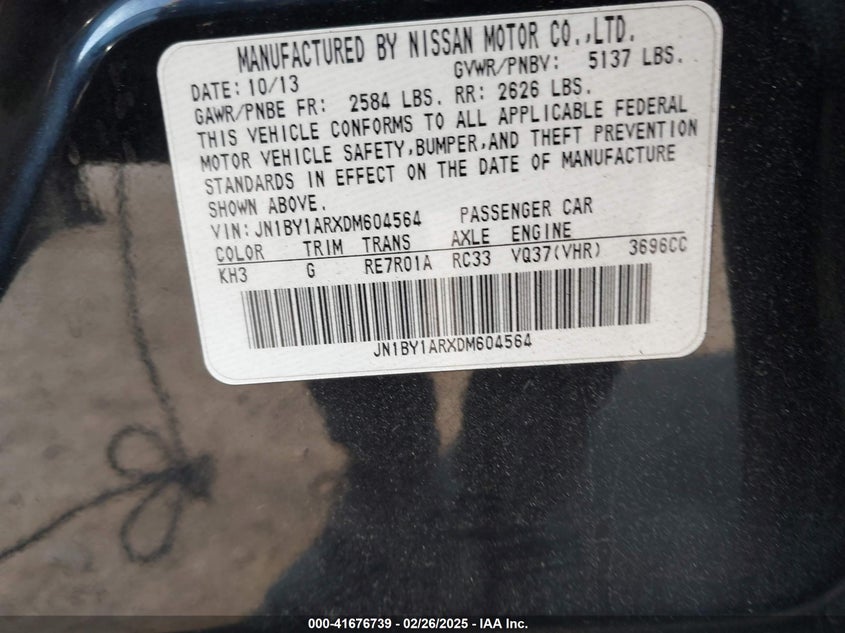 MANUFACTURED BY NISSAN MOTOR CO.,LTD.
DATE: 10/13 GVWR/PNBV: 5137 LBS.
GAWR/PNBE FR: 2584 LBS. RR: 2626 LBS.
THIS VEHICLE CONFORMS TO ALL APPLICABLE FEDERAL
MOTOR VEHICLE SAFETY,BUMPER,AND THEFT PREVENTION
STANDARDS IN EFFECT ON THE DATE OF MANUFACTURE
SHOWN ABOVE.
VIN: JN1BY1ARXDM604564 PASSENGER CAR
COLOR TRIM TRANS AXLE ENGINE
KH3 G RE7R01A RC33 VQ37(VHR) 3696CC
JN1BY1ARXDM604564
000-41676739 - 02/26/2025 - IAA Inc.